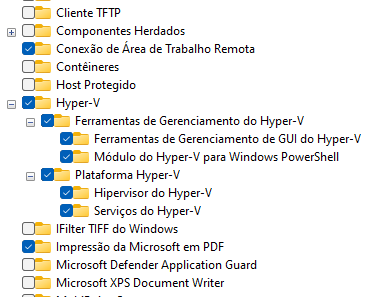 Cliente TFTP
Componentes Herdados
Conexão de Área de Trabalho Remota
Contêineres
Host Protegido
Hyper-V
Ferramentas de Gerenciamento do Hyper-V
Ferramentas de Gerenciamento de GUI do Hyper-V
Módulo do Hyper-V para Windows PowerShell
Plataforma Hyper-V
Hipervisor do Hyper-V
Serviços do Hyper-V
IFilter TIFF do Windows
Impressão da Microsoft em PDF
Microsoft Defender Application Guard
Microsoft XPS Document Writer